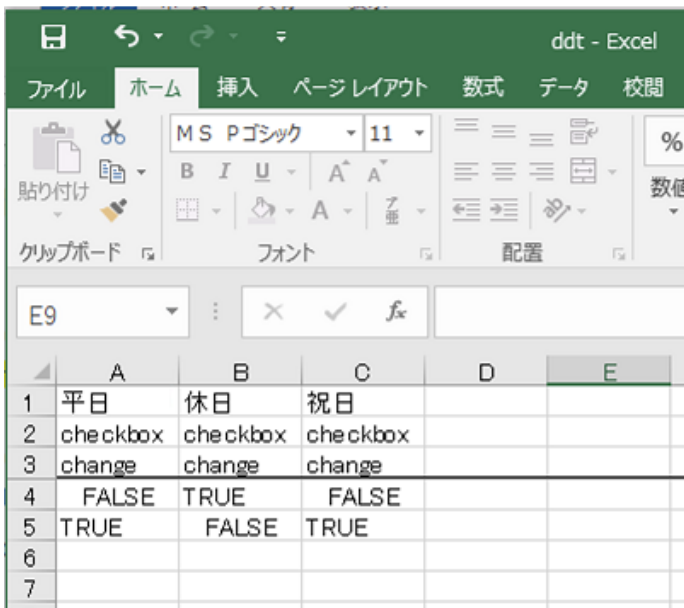 ddt - Excel
ファイル ホーム 挿入 ページ レイアウト 数式 データ 校閲
貼り付け ＭＳ Ｐゴシック 11 %
B I U A A 数値
A ア亜
クリップボード フォント 配置
E9 fx
A B C D E
1 平日 休日 祝日
2 checkbox checkbox checkbox
3 change change change
4 FALSE TRUE FALSE
5 TRUE FALSE TRUE
6
7